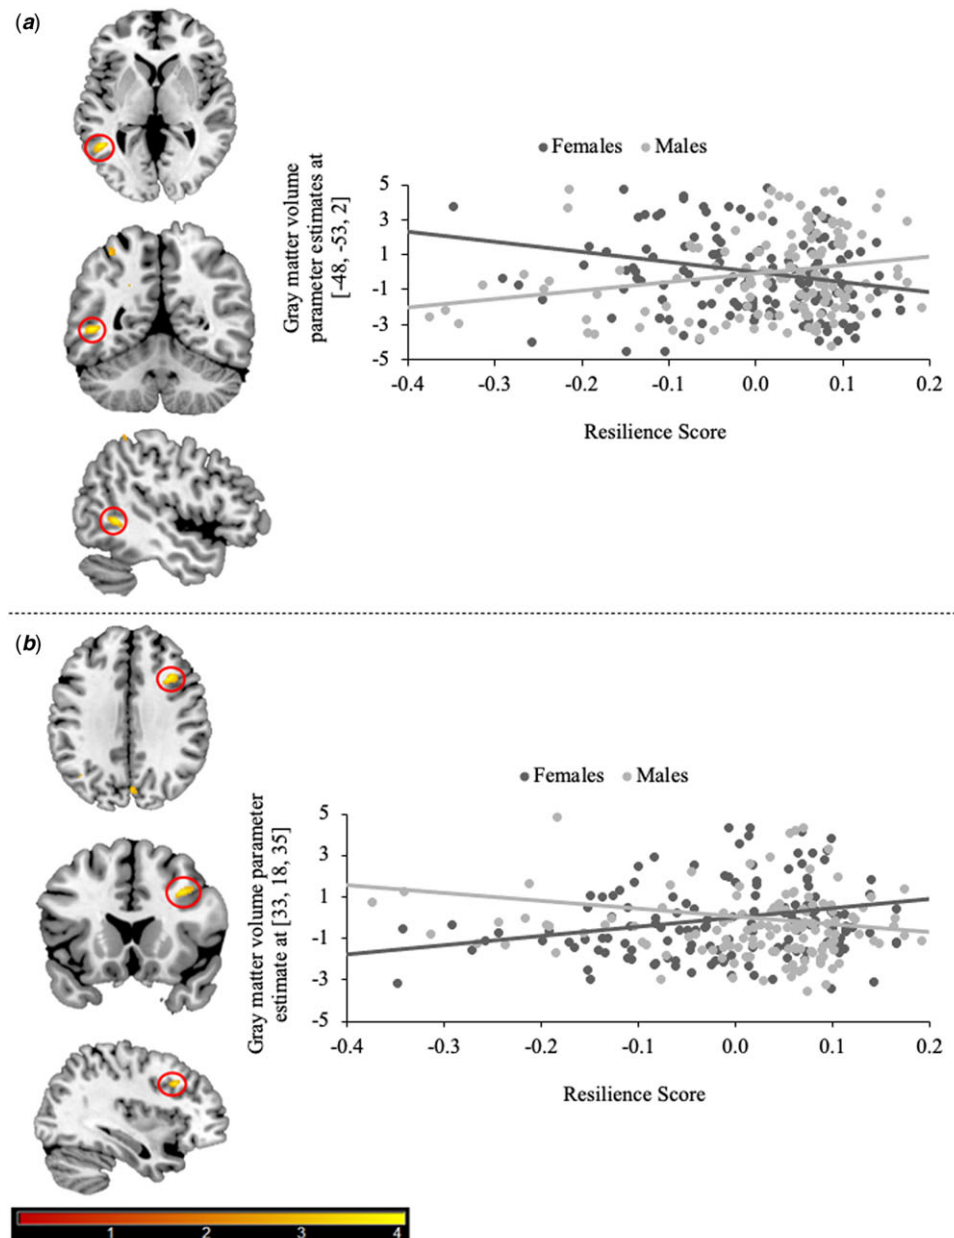 (a)
Females Males
Gray matter volume
parameter estimates at
[-48, -53, 2]
5
3
1
-1
-3
-5
-0.4 -0.3 -0.2 -0.1 0.0 0.1 0.2
Resilience Score
(b)
Females Males
Gray matter volume parameter
estimate at [33, 18, 35]
5
3
1
-1
-3
-5
-0.4 -0.3 -0.2 -0.1 0.0 0.1 0.2
Resilience Score
1 2 3 4